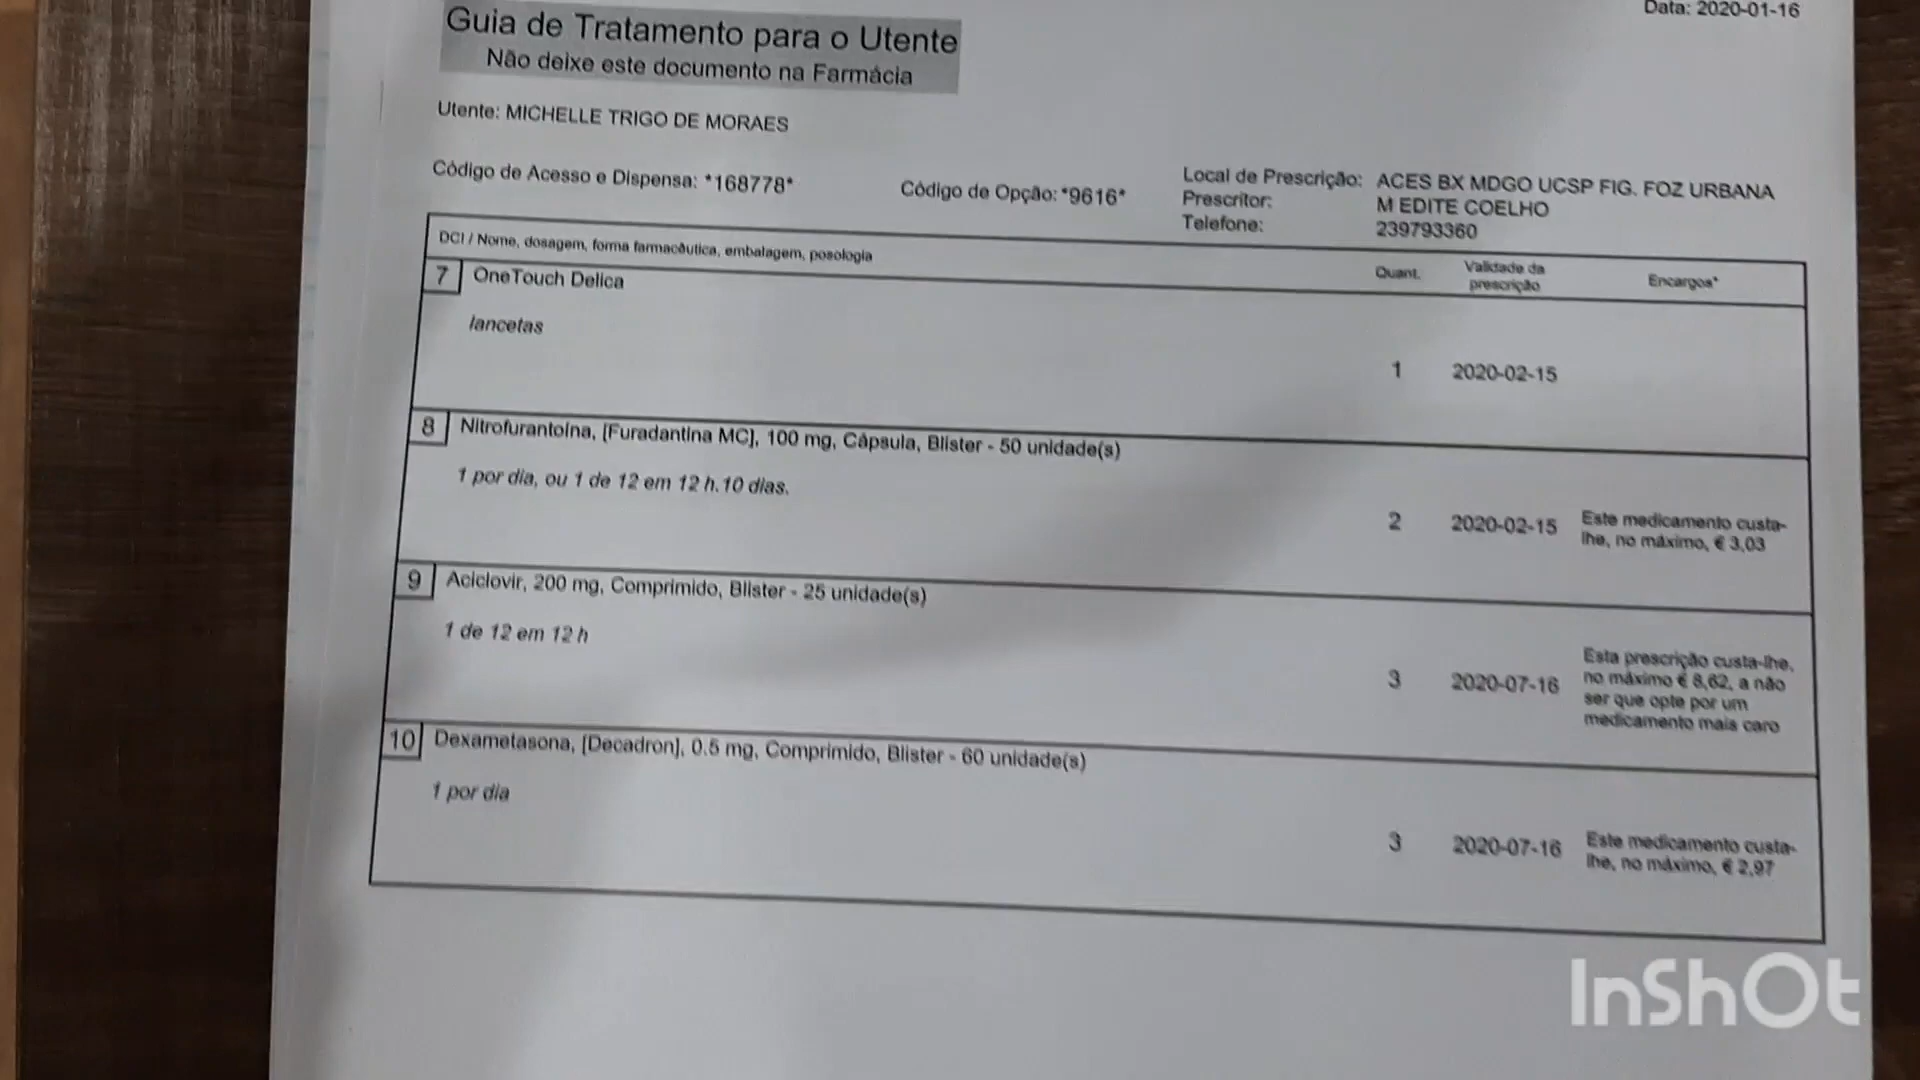 Data: 2020-01-16
Guia de Tratamento para o Utente
Não deixe este documento na Farmácia
Utente: MICHELLE TRIGO DE MORAES
Código de Acesso e Dispensa: *168778*
Código de Opção: *9616*
Local de Prescrição: ACES BX MDGO UCSP FIG. FOZ URBANA
Prescritor: M EDITE COELHO
Telefone: 239793360
DCI / Nome, dosagem, forma farmacêutica, embalagem, posologia
Quant.
Validade da
prescrição
Encargos*
7 OneTouch Delica
lancetas
1 2020-02-15
8 Nitrofurantoína, [Furadantina MC], 100 mg, Cápsula, Blister - 50 unidade(s)
1 por dia, ou 1 de 12 em 12 h.10 dias.
2 2020-02-15
Este medicamento custa-
lhe, no máximo, € 3,03
9 Aciclovir, 200 mg, Comprimido, Blister - 25 unidade(s)
1 de 12 em 12 h
3 2020-07-16
Esta prescrição custa-lhe,
no máximo € 8,62, a não
ser que opte por um
medicamento mais caro
10 Dexametasona, [Decadron], 0.5 mg, Comprimido, Blister - 60 unidade(s)
1 por dia
3 2020-07-16
Este medicamento custa-
lhe, no máximo, € 2,97
InShOt